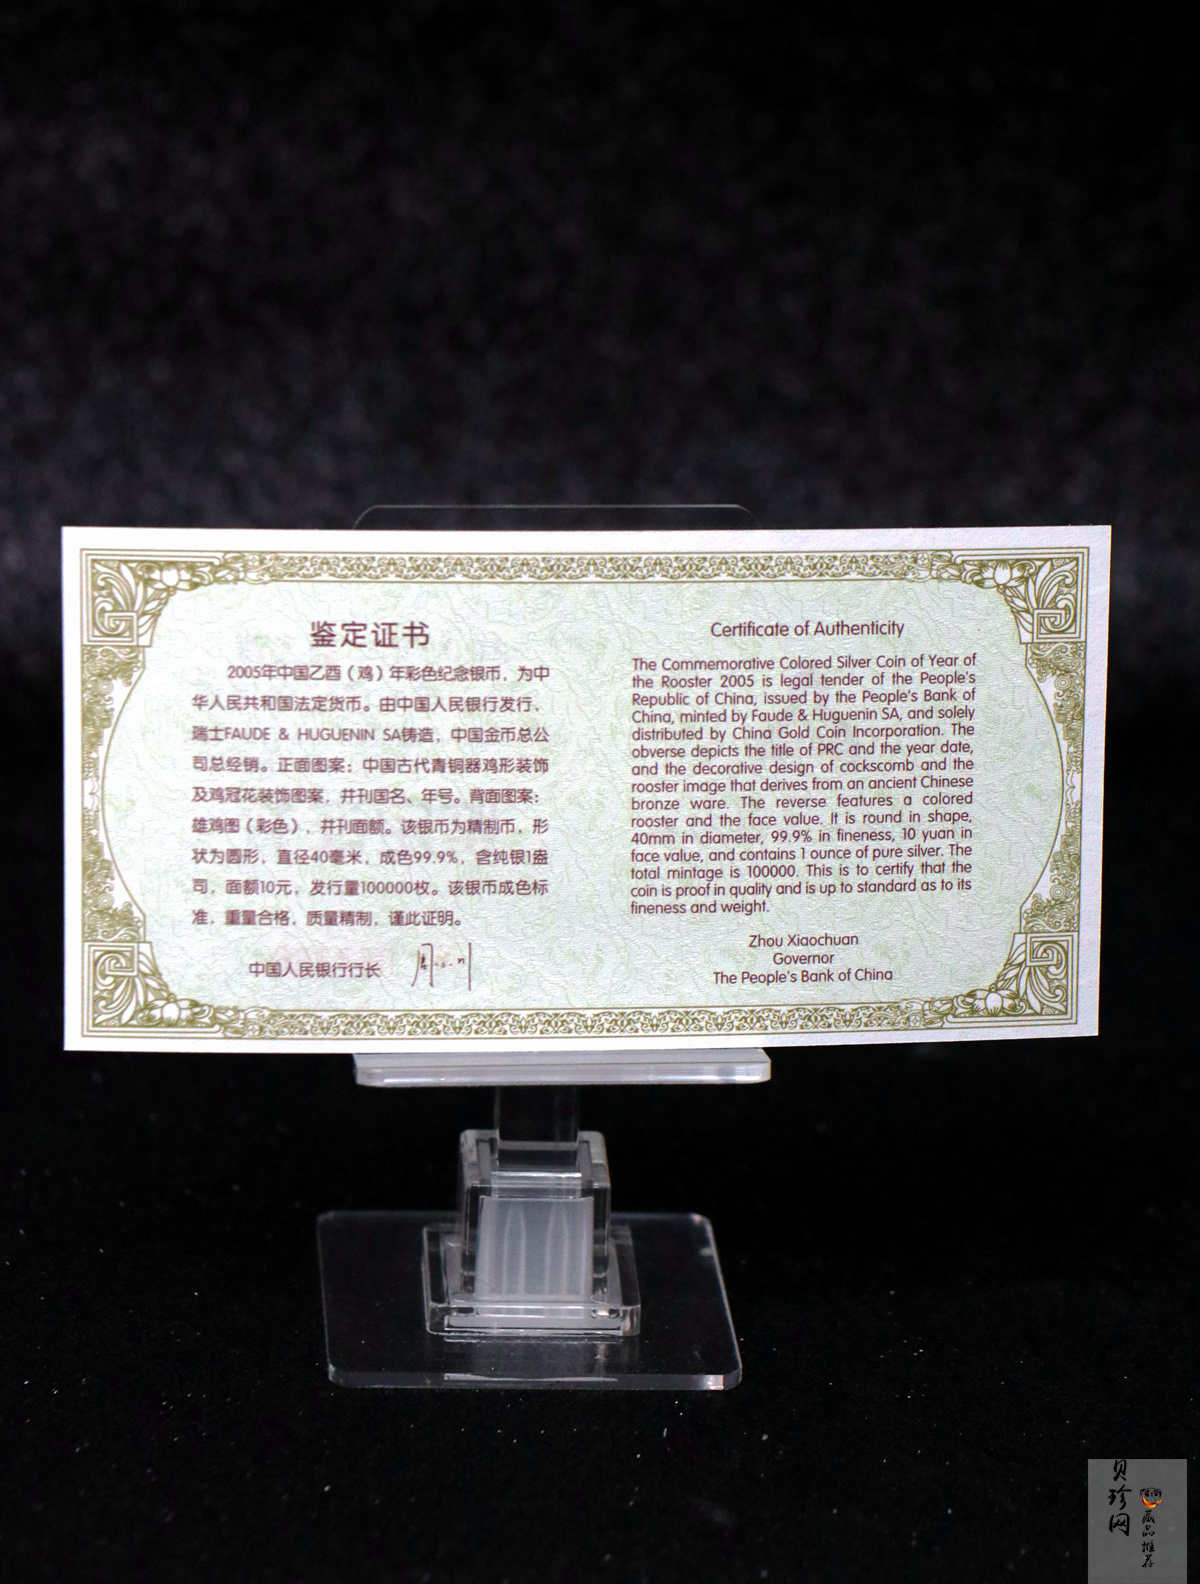 鉴定证书
2005年中国乙酉（鸡）年彩色纪念银币，为中
华人民共和国法定货币。由中国人民银行发行，
瑞士FAUDE & HUGUENIN SA铸造，中国金币总公
司总经销。正面图案：中国古代青铜器鸡形装饰
及鸡冠花装饰图案，并刊国名、年号。背面图案：
雄鸡图（彩色），并刊面额。该银币为精制币，形
状为圆形，直径40毫米，成色99.9%，含纯银1盎
司，面额10元，发行量100000枚。该银币成色标
准，重量合格，质量精制，谨此证明。
中国人民银行行长
Certificate of Authenticity
The Commemorative Colored Silver Coin of Year of
the Rooster 2005 is legal tender of the People's
Republic of China, issued by the People's Bank of
China, minted by Faude & Huguenin SA, and solely
distributed by China Gold Coin Incorporation. The
obverse depicts the title of PRC and the year date,
and the decorative design of cockscomb and the
rooster image that derives from an ancient Chinese
bronze ware. The reverse features a colored
rooster and the face value. It is round in shape,
40mm in diameter, 99.9% in fineness, 10 yuan in
face value, and contains 1 ounce of pure silver. The
total mintage is 100000. This is to certify that the
coin is proof in quality and is up to standard as to its
fineness and weight.
Zhou Xiaochuan
Governor
The People's Bank of China
贝珍网
藏品推荐